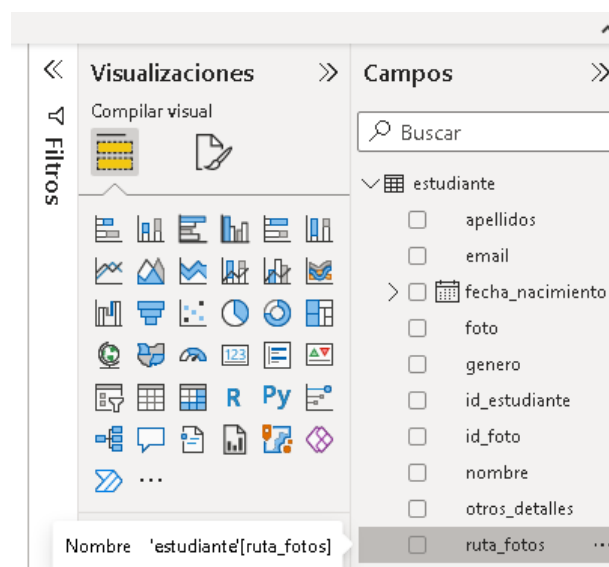 Visualizaciones
Compilar visual
Filtros
123
R
Py
Campos
Buscar
estudiante
apellidos
email
fecha_nacimiento
foto
genero
id_estudiante
id_foto
nombre
otros_detalles
ruta_fotos
Nombre 'estudiante'[ruta_fotos]